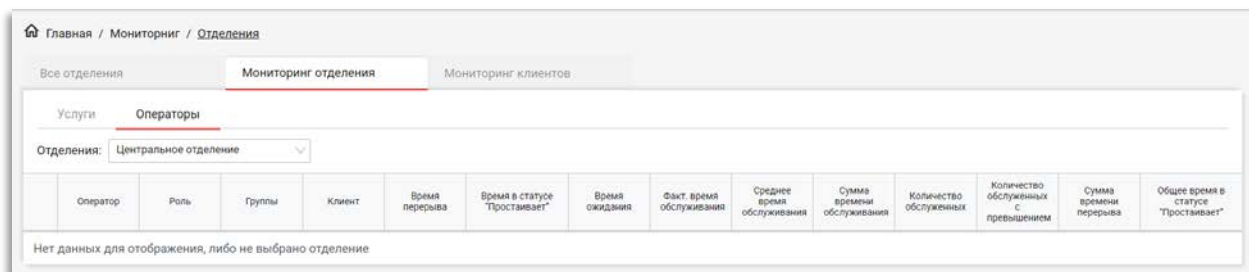 Главная / Мониторниг / Отделения
Все отделения Мониторинг отделения Мониторинг клиентов
Услуги Операторы
Отделения: Центральное отделение
Оператор Роль Группы Клиент Время перерыва Время в статусе "Простаивает" Время ожидания Факт. время обслуживания Среднее время обслуживания Сумма времени обслуживания Количество обслуженных Количество обслуженных с превышением Сумма времени перерыва Общее время в статусе "Простаивает"
Нет данных для отображения, либо не выбрано отделение